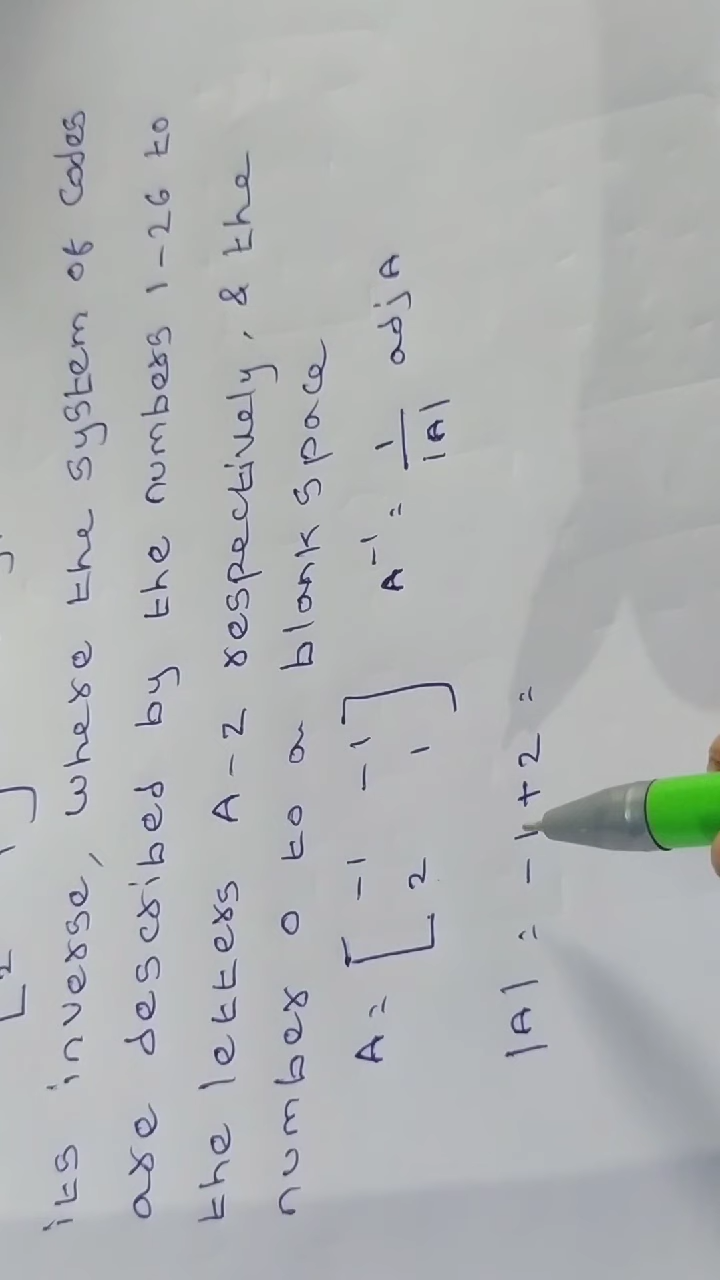 its inverse, where the system of codes
are described by the numbers 1-26 to
the letters A-Z respectively, & the
number 0 to a blank space
A = [ -1 -1
2 1 ] A⁻¹ = 1/|A| adj A
|A| = -1+2 =